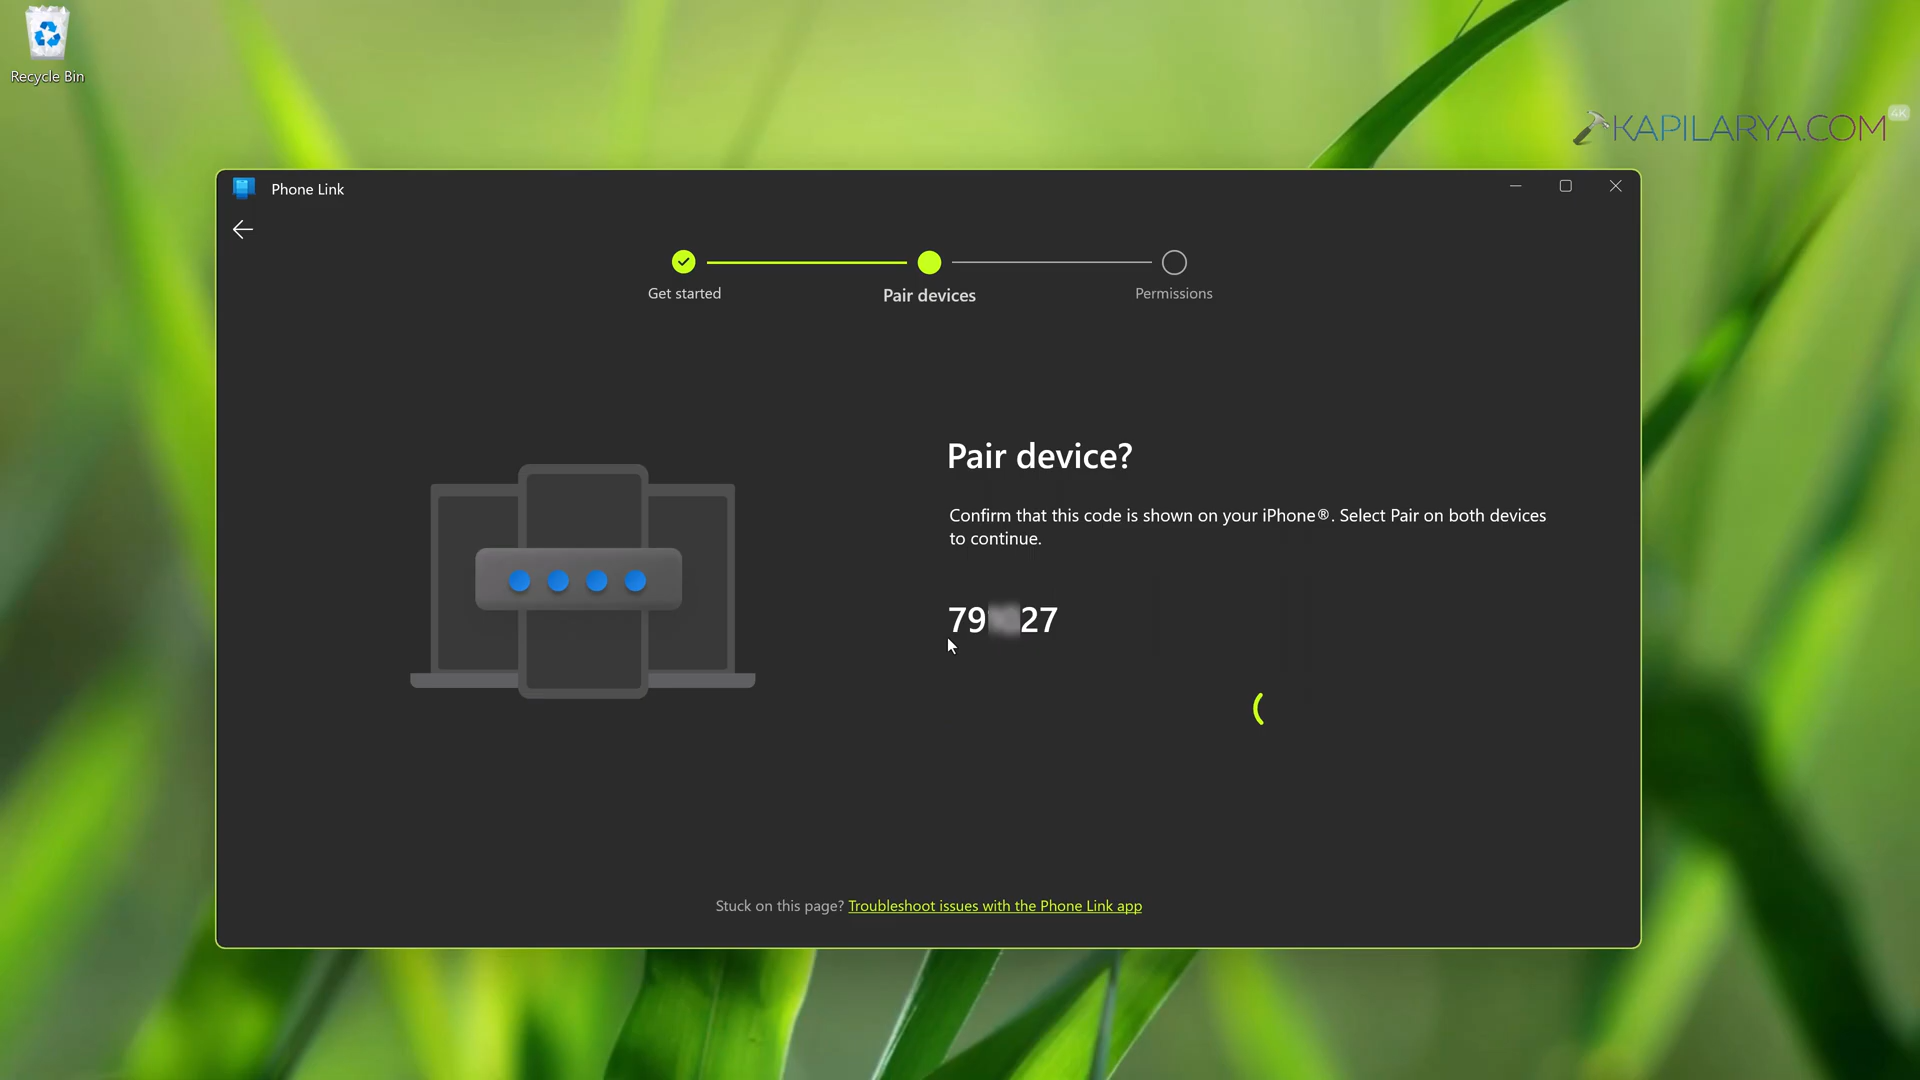 Recycle Bin
KAPILARYA.COM
4K
Phone Link
Get started
Pair devices
Permissions
Pair device?
Confirm that this code is shown on your iPhone®. Select Pair on both devices
to continue.
79 27
Stuck on this page? Troubleshoot issues with the Phone Link app